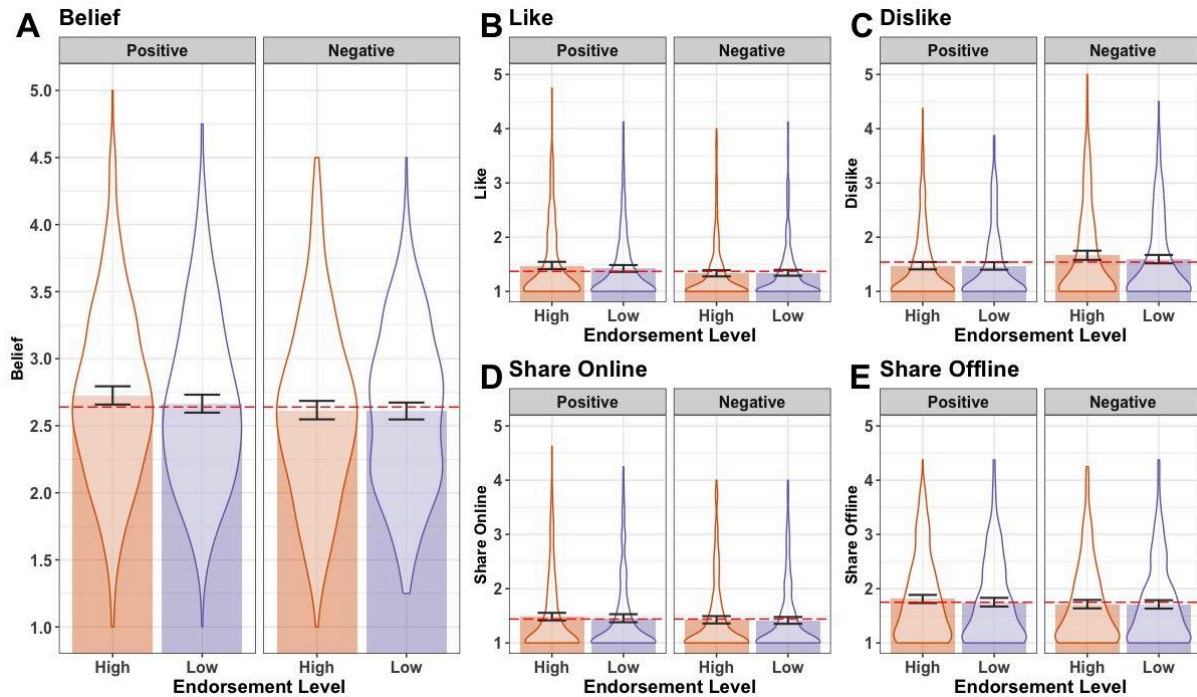 A Belief
Positive Negative
Belief
5.0
4.5
4.0
3.5
3.0
2.5
2.0
1.5
1.0
High Low High Low
Endorsement Level
B Like
Positive Negative
Like
5
4
3
2
1
High Low High Low
Endorsement Level
C Dislike
Positive Negative
Dislike
5
4
3
2
1
High Low High Low
Endorsement Level
D Share Online
Positive Negative
Share Online
5
4
3
2
1
High Low High Low
Endorsement Level
E Share Offline
Positive Negative
Share Offline
5
4
3
2
1
High Low High Low
Endorsement Level